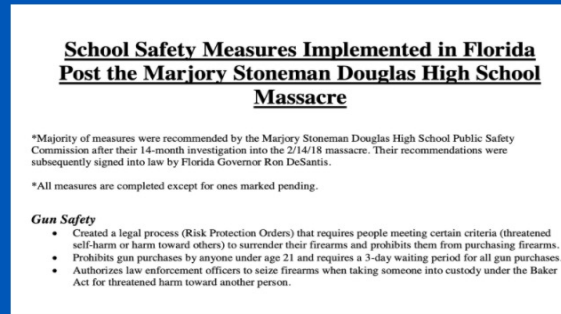 School Safety Measures Implemented in Florida
Post the Marjory Stoneman Douglas High School
Massacre
*Majority of measures were recommended by the Marjory Stoneman Douglas High School Public Safety
Commission after their 14-month investigation into the 2/14/18 massacre. Their recommendations were
subsequently signed into law by Florida Governor Ron DeSantis.
*All measures are completed except for ones marked pending.
Gun Safety
• Created a legal process (Risk Protection Orders) that requires people meeting certain criteria (threatened
self-harm or harm toward others) to surrender their firearms and prohibits them from purchasing firearms.
• Prohibits gun purchases by anyone under age 21 and requires a 3-day waiting period for all gun purchases.
• Authorizes law enforcement officers to seize firearms when taking someone into custody under the Baker
Act for threatened harm toward another person.